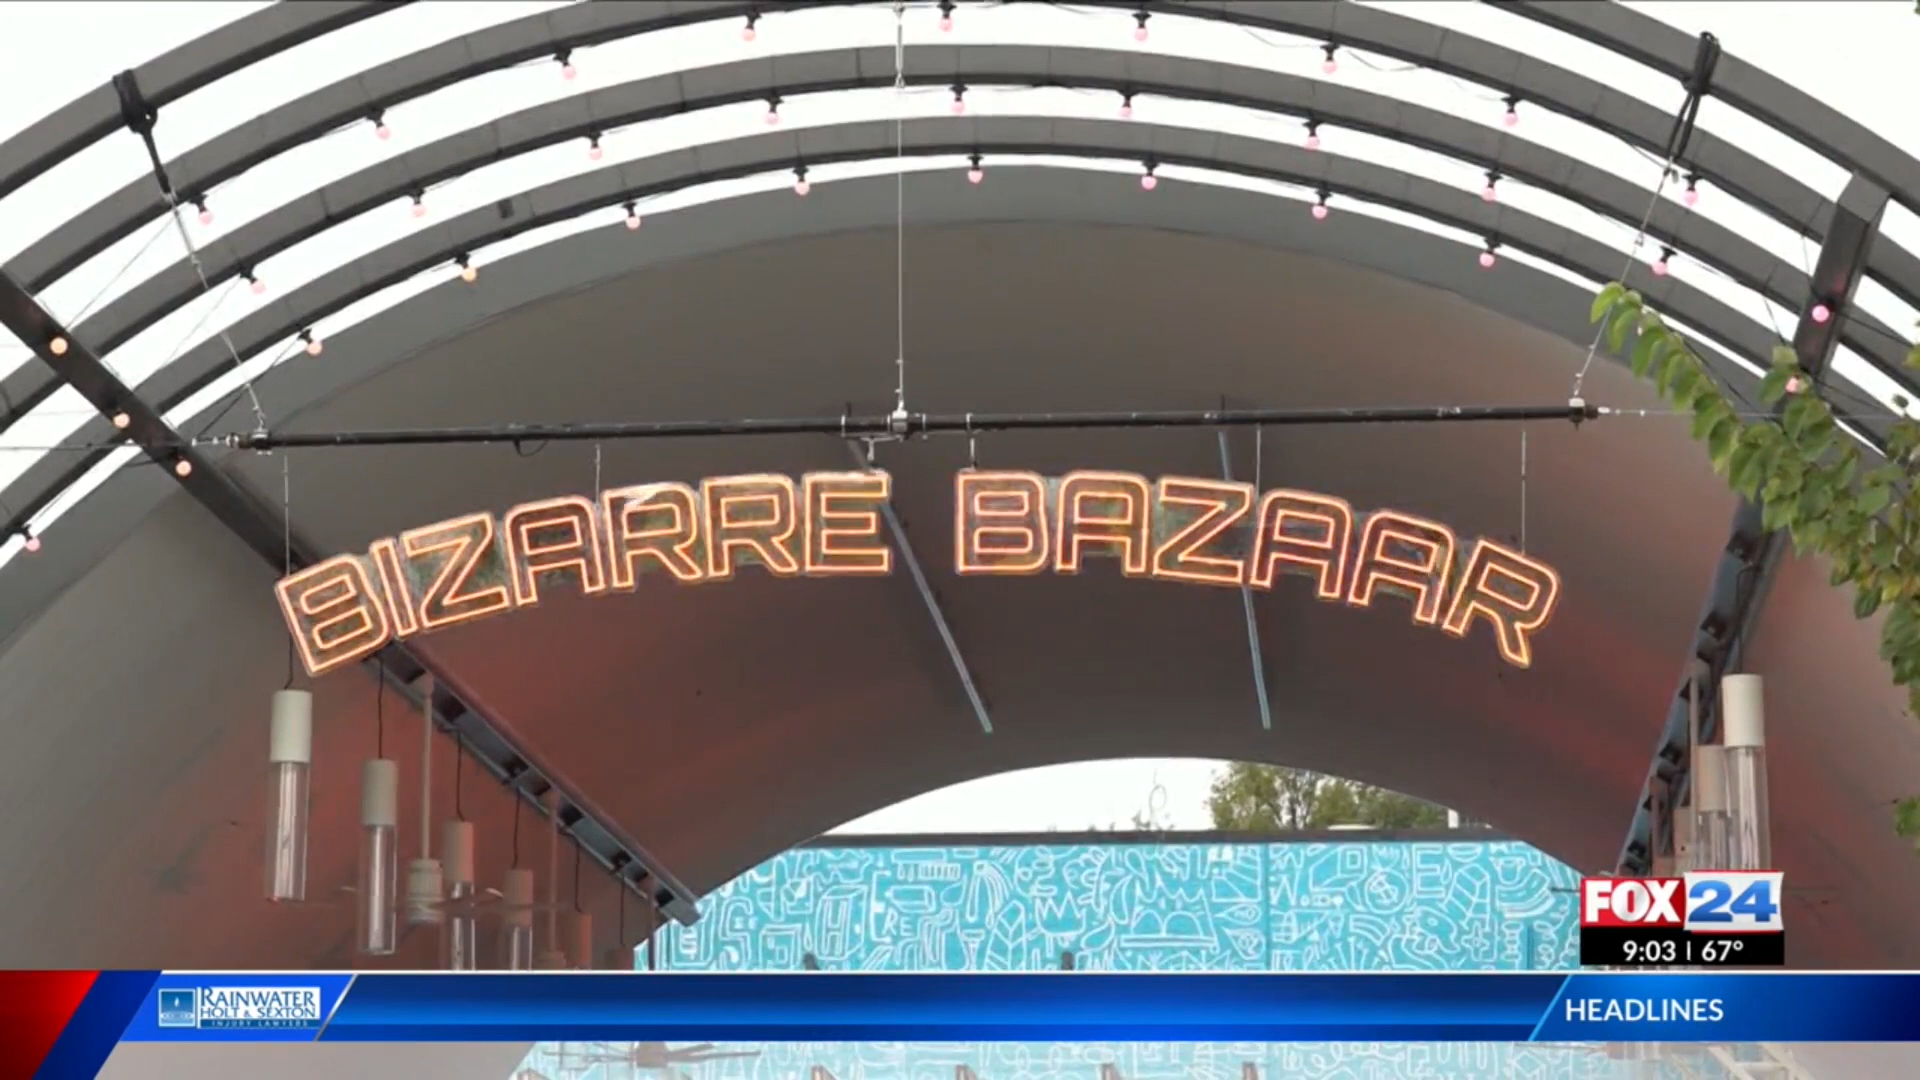 BIZARRE BAZAAR
FOX 24
9:03 | 67°
RAINWATER
HOLT & SEXTON
INJURY LAWYERS
HEADLINES